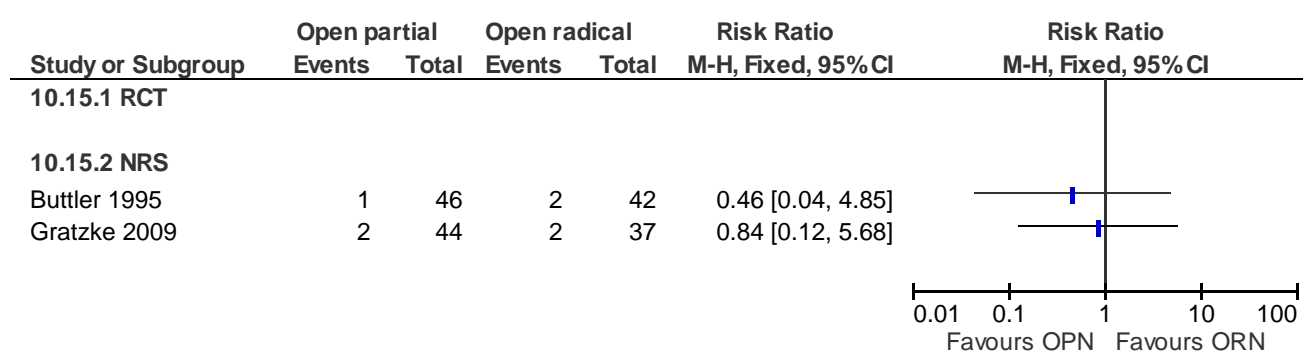 Open partial Open radical Risk Ratio Risk Ratio
Study or Subgroup Events Total Events Total M-H, Fixed, 95% CI M-H, Fixed, 95% CI
10.15.1 RCT
10.15.2 NRS
Buttler 1995 1 46 2 42 0.46 [0.04, 4.85]
Gratzke 2009 2 44 2 37 0.84 [0.12, 5.68]
0.01 0.1 1 10 100
Favours OPN Favours ORN